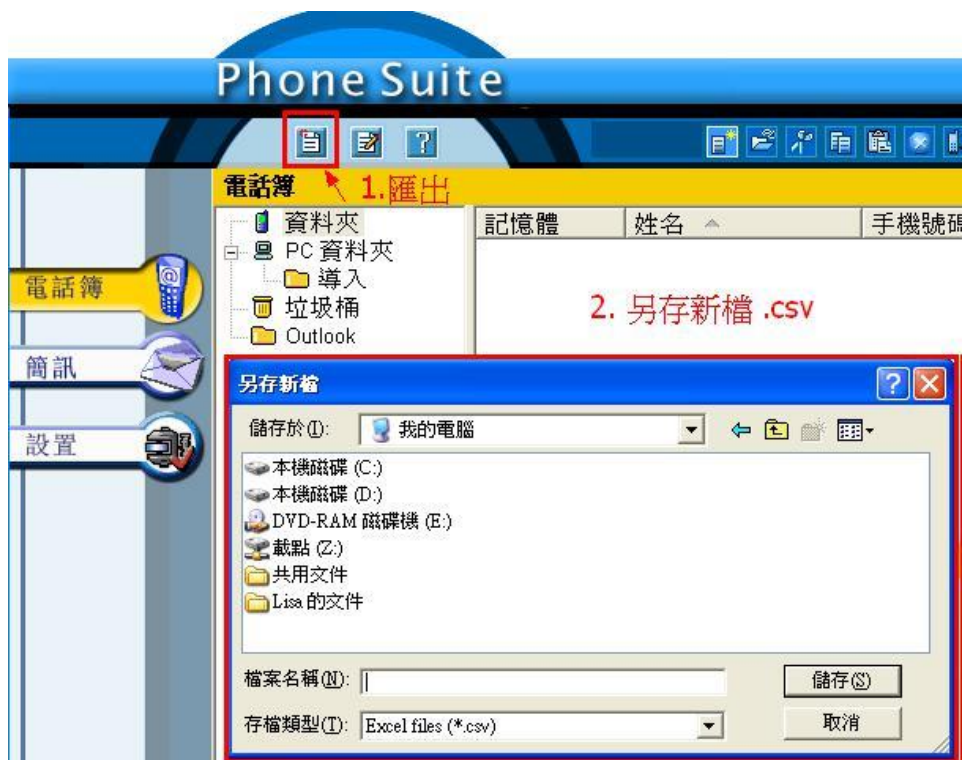 Phone Suite
電話簿
1.匯出
資料夾
記憶體
姓名
手機號碼
PC 資料夾
導入
垃圾桶
Outlook
電話簿
簡訊
設置
2. 另存新檔 .csv
另存新檔
儲存於(I):
我的電腦
本機磁碟 (C:)
本機磁碟 (D:)
DVD-RAM 磁碟機 (E:)
載點 (Z:)
共用文件
Lisa 的文件
檔案名稱(N):
儲存(S)
存檔類型(T):
Excel files (*.csv)
取消